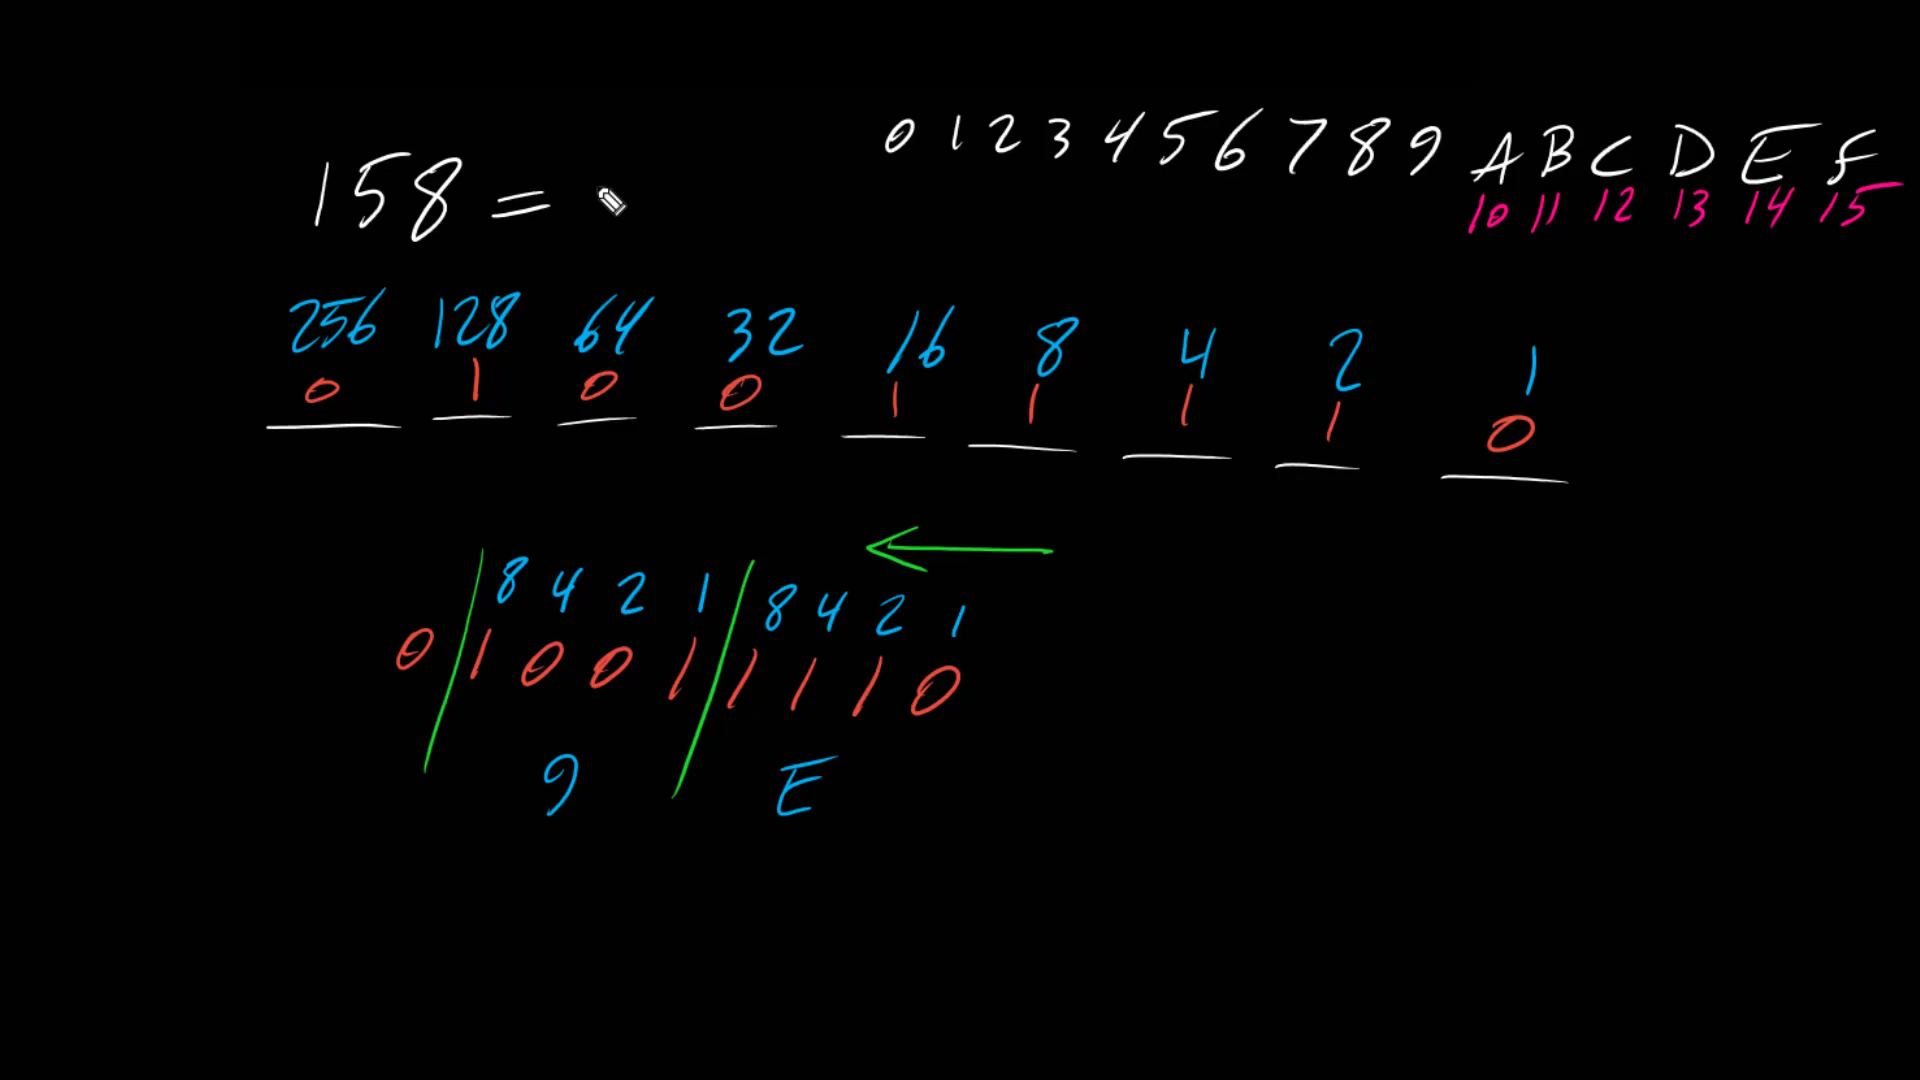 0 1 2 3 4 5 6 7 8 9 A B C D E F
158 =
10 11 12 13 14 15
256 128 64 32 16 8 4 2 1
0 1 0 0 1 1 1 1 0
8 4 2 1 8 4 2 1
0 1 0 0 1 1 1 1 0
9 E